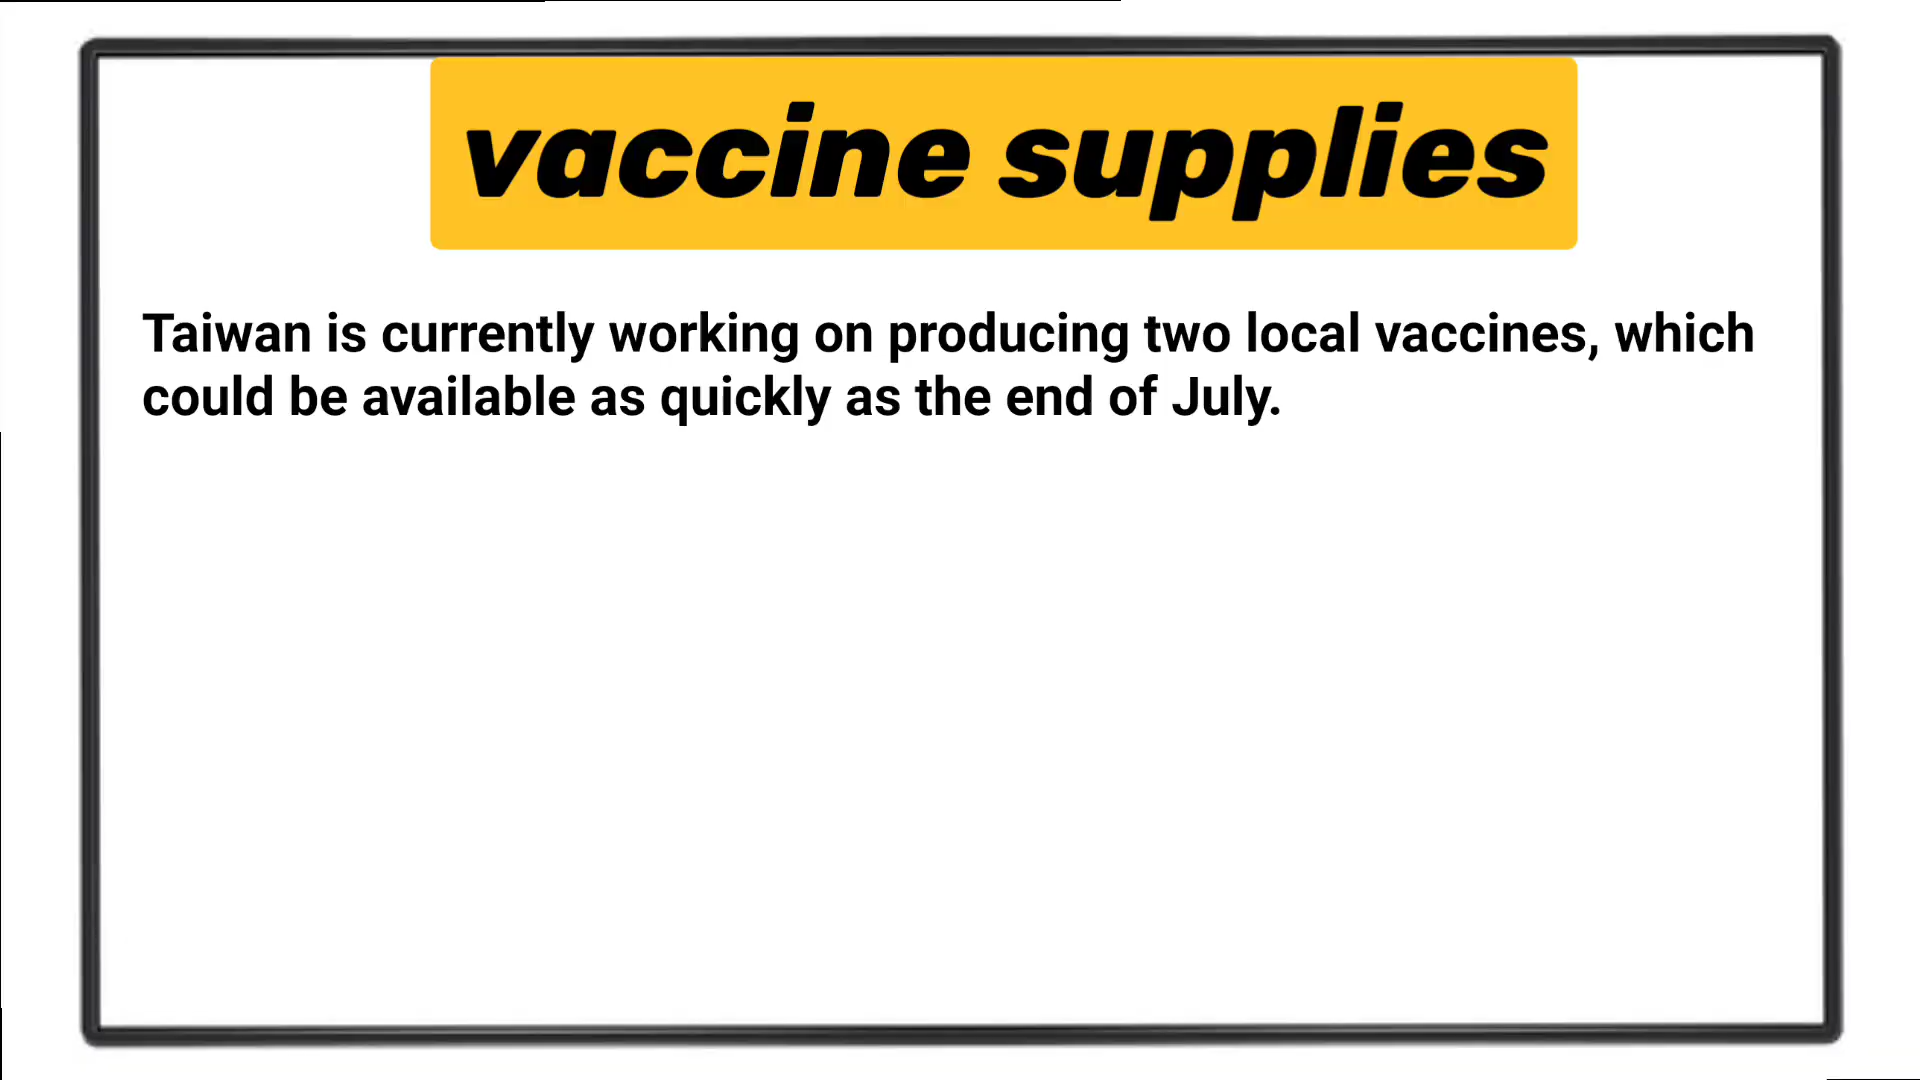 vaccine supplies
Taiwan is currently working on producing two local vaccines, which
could be available as quickly as the end of July.